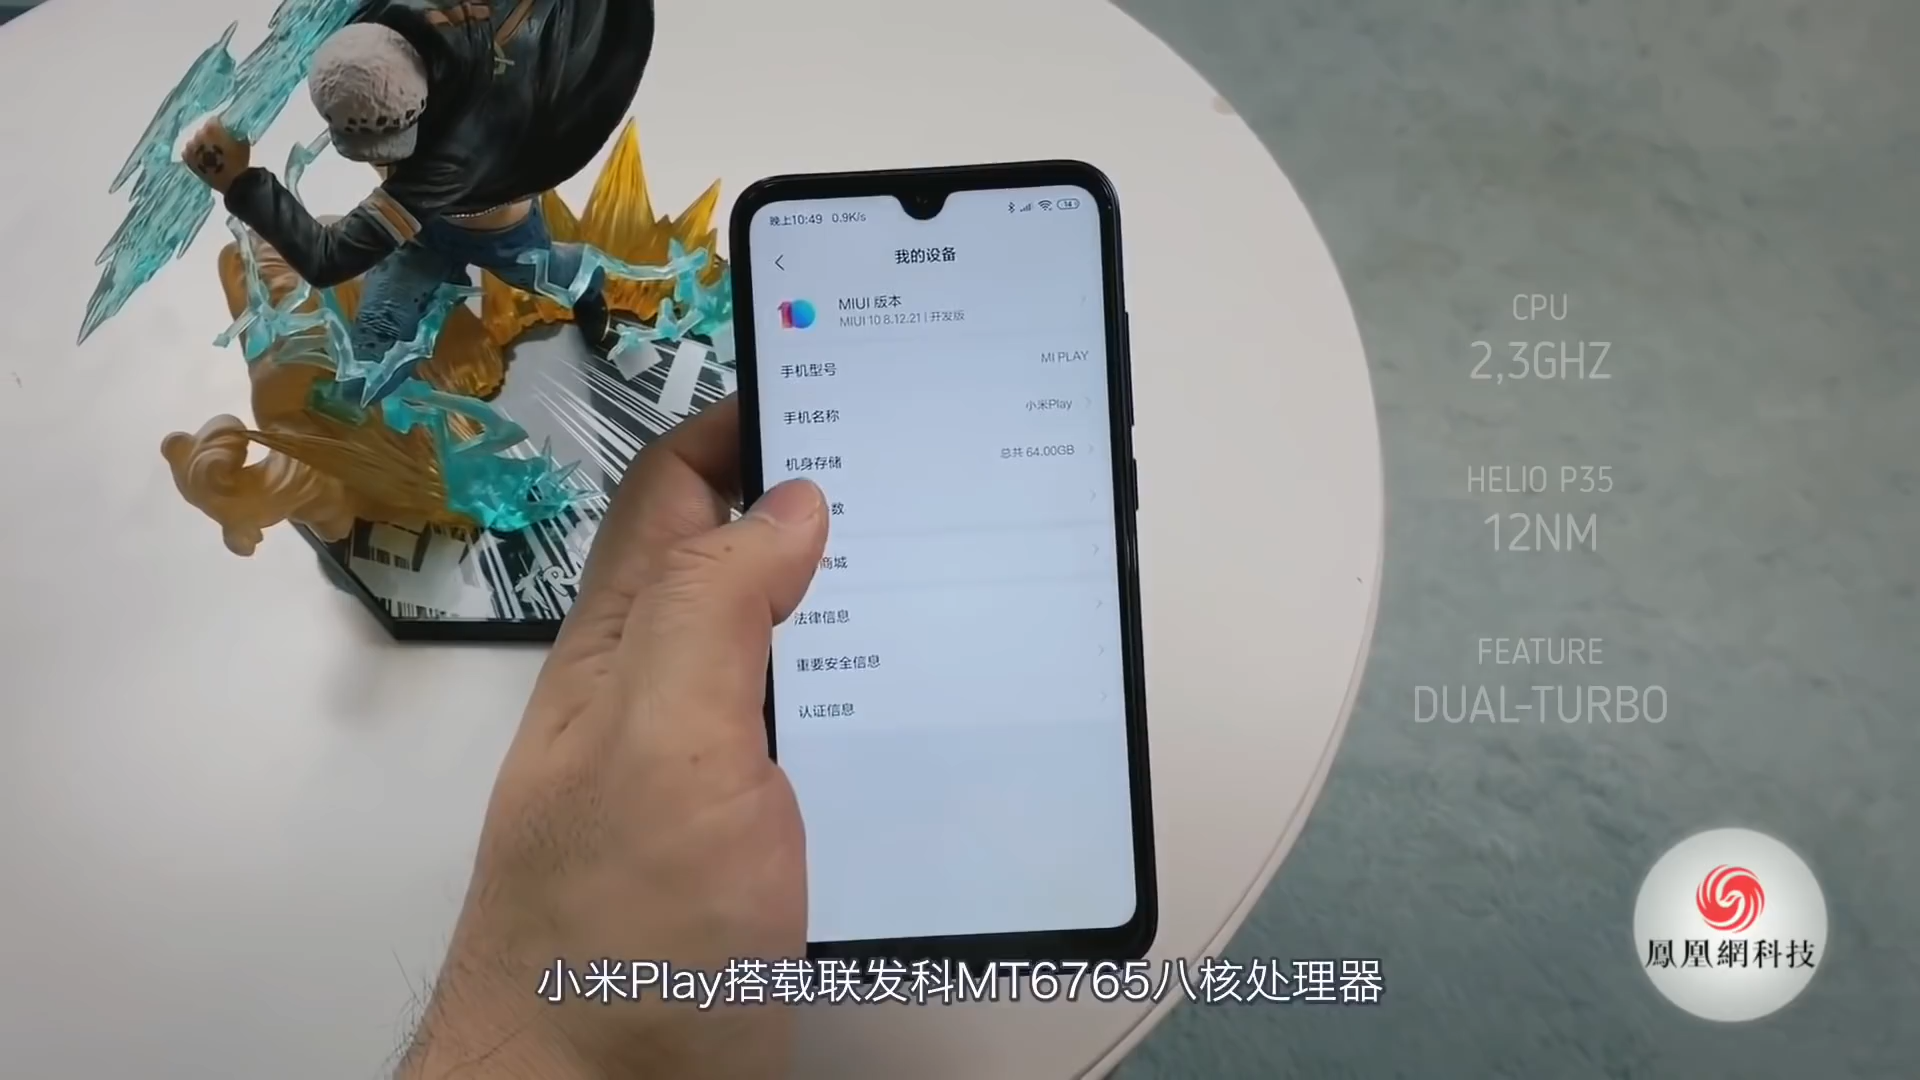 晚上10:49 0.9K/s
14
我的设备
MIUI 版本
MIUI 10 8.12.21 | 开发版
手机型号 MI PLAY
手机名称 小米Play
机身存储 总共 64.00GB
数
商城
法律信息
重要安全信息
认证信息
CPU
2,3GHZ
HELIO P35
12NM
FEATURE
DUAL-TURBO
鳳凰網科技
小米Play搭载联发科MT6765八核处理器